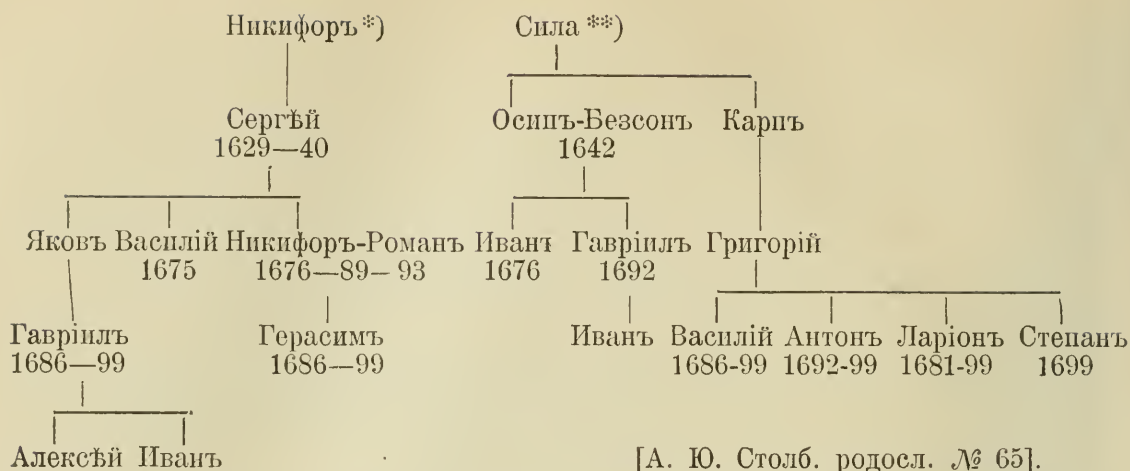 Никифоръ *) Сила **)
Сергѣй Осипъ-Безсонъ Карпъ
1629—40 1642
Яковъ Василій Никифоръ-Романъ Иванъ Гавріилъ Григорій
1675 1676—89—93 1676 1692
Гавріилъ Герасимъ Иванъ Василій Антонъ Ларіонъ Степанъ
1686—99 1686—99 1686-99 1692-99 1681-99 1699
Алексѣй Иванъ [А. Ю. Столб. родосл. № 65].